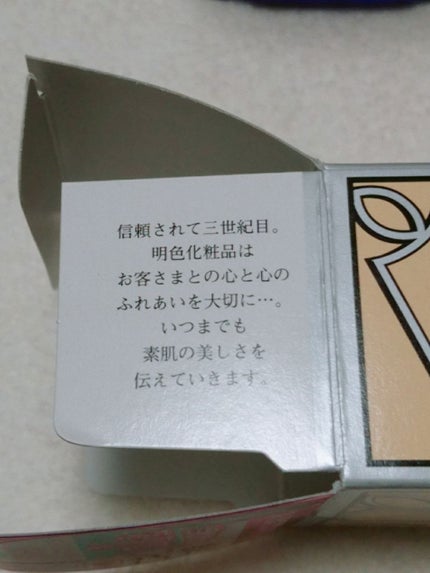 信頼されて三世紀目。
明色化粧品は
お客さまとの心と心の
ふれあいを大切に…。
いつまでも
素肌の美しさを
伝えていきます。